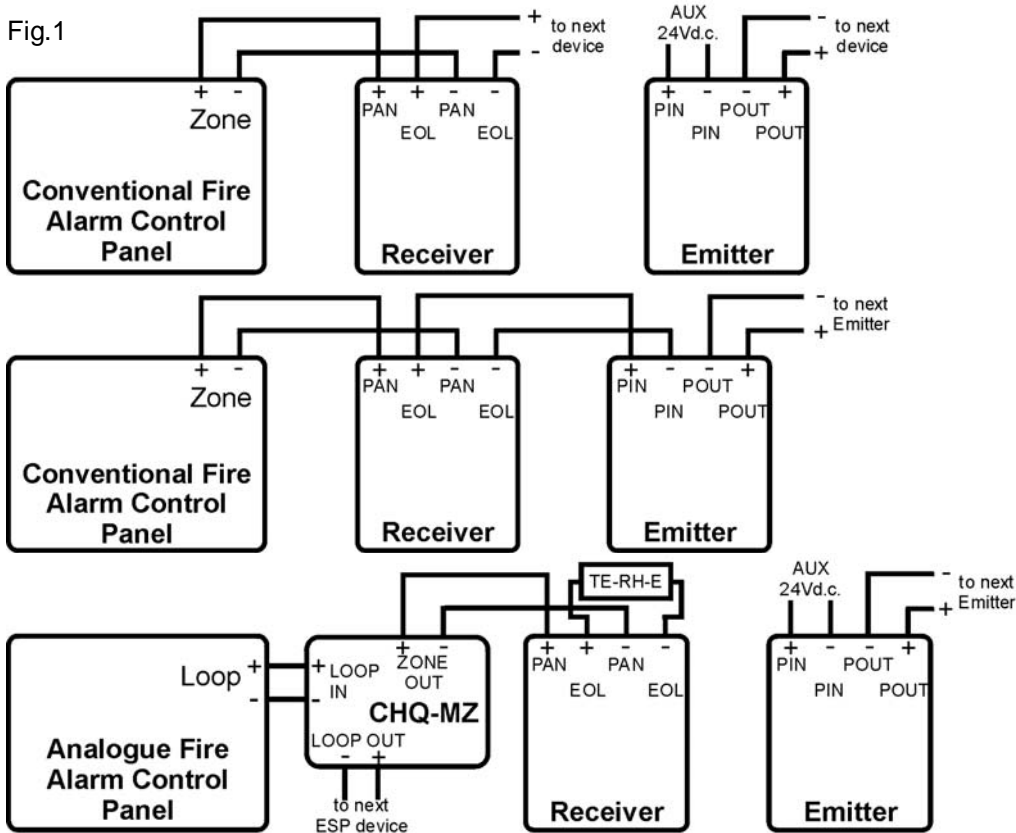 Fig.1
+ to next
- device
AUX
24Vd.c.
- to next
+ device
+ -
Zone
Conventional Fire
Alarm Control
Panel
+ + - -
PAN PAN
EOL EOL
Receiver
+ - - +
PIN POUT
PIN POUT
Emitter
- to next
+ Emitter
+ -
Zone
Conventional Fire
Alarm Control
Panel
+ + - -
PAN PAN
EOL EOL
Receiver
+ - - +
PIN POUT
PIN POUT
Emitter
TE-RH-E
AUX
24Vd.c.
- to next
+ Emitter
Loop +
-
Analogue Fire
Alarm Control
Panel
+ -
+ LOOP ZONE
- IN OUT
CHQ-MZ
LOOP OUT
- +
to next
ESP device
+ + - -
PAN PAN
EOL EOL
Receiver
+ - - +
PIN POUT
PIN POUT
Emitter